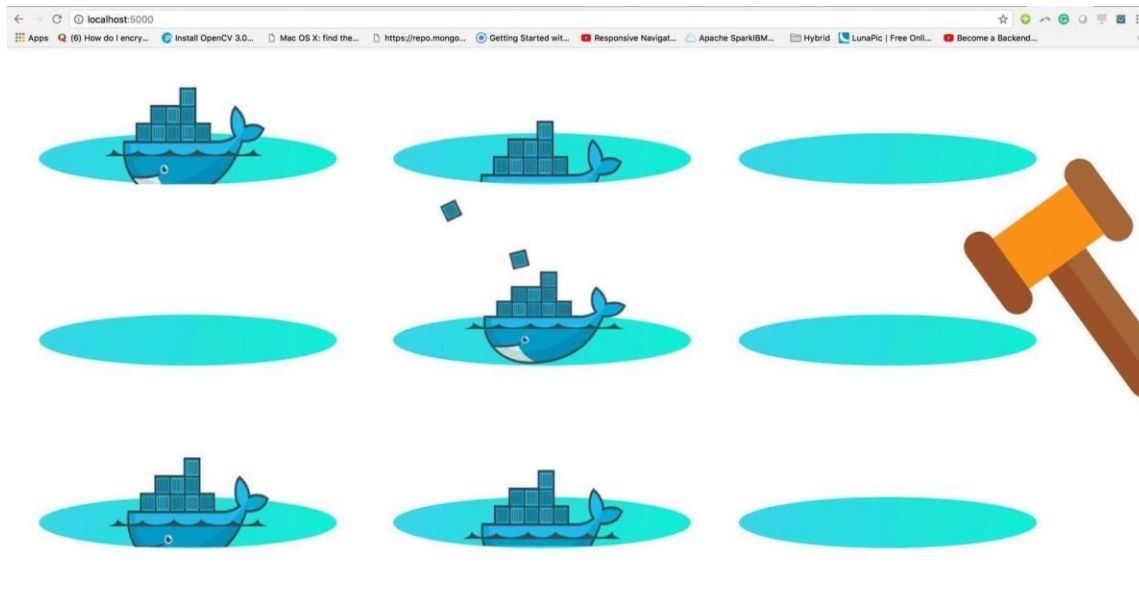 localhost:5000
Apps (6) How do I encry... Install OpenCV 3.0... Mac OS X: find the... https://repo.mongo... Getting Started wit... Responsive Navigat... Apache SparkIBM... Hybrid LunaPic | Free Onli... Become a Backend...